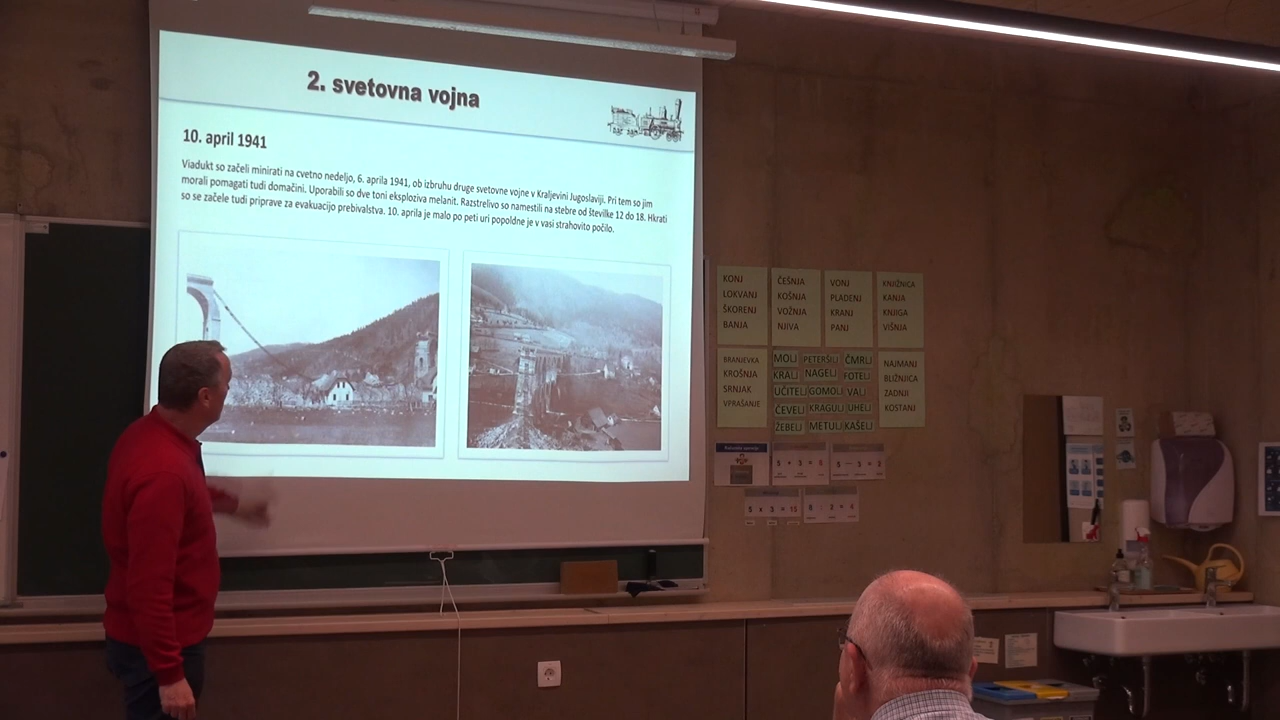 2. svetovna vojna
10. april 1941
Viadukt so začeli minirati na cvetno nedeljo, 6. aprila 1941, ob izbruhu druge svetovne vojne v Kraljevini Jugoslaviji. Pri tem so jim
morali pomagati tudi domačini. Uporabili so dve toni eksploziva melanit. Razstrelivo so namestili na stebre od številke 12 do 18. Hkrati
so se začele tudi priprave za evakuacijo prebivalstva. 10. aprila je malo po peti uri popoldne je v vasi strahovito počilo.
KONJ
LOKVANJ
ŠKORENJ
BANJA
ČEŠNJA
KOŠNJA
VOŽNJA
NJIVA
VONJ
PLADENJ
KRANJ
PANJ
KNJIŽNICA
KANJA
KNJIGA
VIŠNJA
BRANJEVKA
KROŠNJA
SRNJAK
VPRAŠANJE
MOLJ
KRALJ
UČITELJ
ČEVELJ
ŽEBELJ
PETERŠILJ
NAGELJ
GOMOLJ
KRAGULJ
METULJ
ČMRLJ
FOTELJ
VALJ
UHELJ
KAŠELJ
NAJMANJ
BLIŽNJICA
ZADNJI
KOSTANJ
5 × 3 = 15